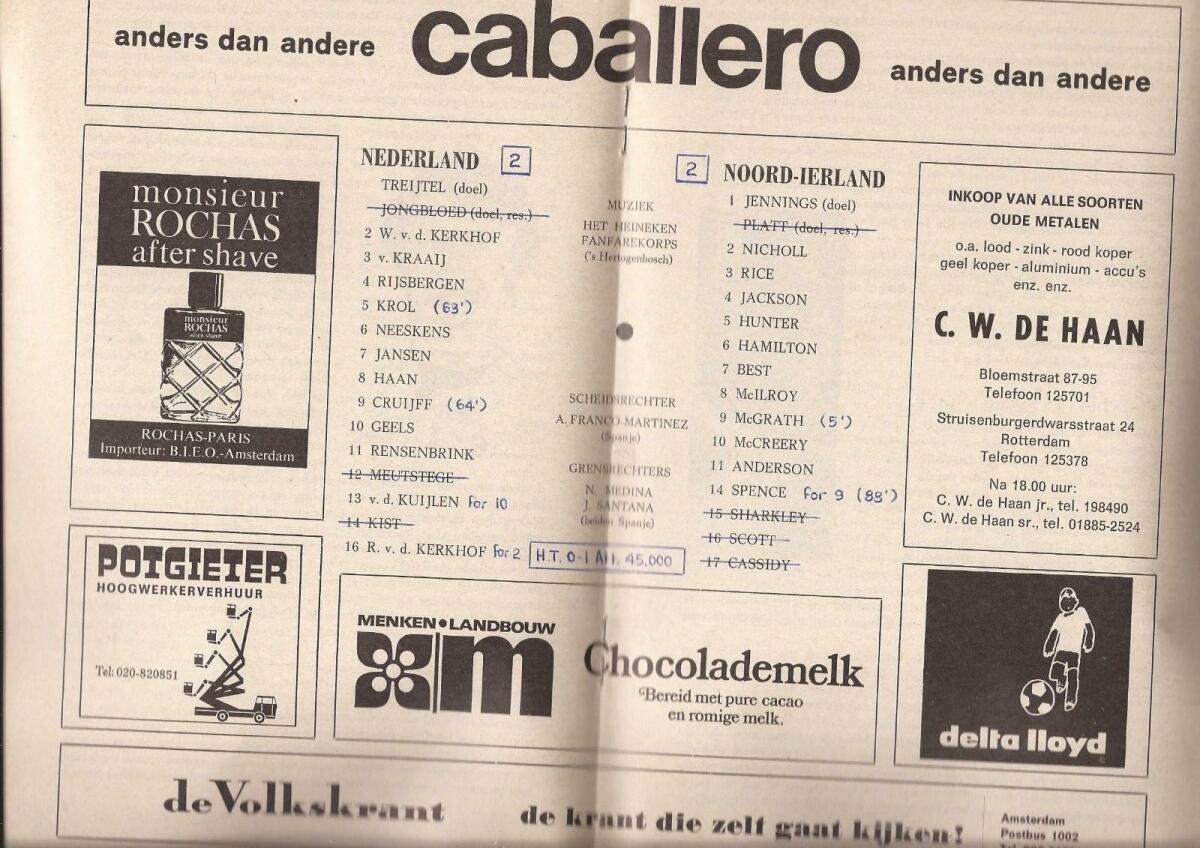 anders dan andere caballero anders dan andere
monsieur
ROCHAS
after shave
monsieur
ROCHAS
after shave
ROCHAS-PARIS
Importeur: B.I.E.O.-Amsterdam
POTGIETER
HOOGWERKERVERHUUR
Tel: 020-820851
NEDERLAND 2
TREIJTEL (doel)
JONGBLOED (doel, res.)
2 W. v. d. KERKHOF
3 v. KRAAIJ
4 RIJSBERGEN
5 KROL (63')
6 NEESKENS
7 JANSEN
8 HAAN
9 CRUIJFF (64')
10 GEELS
11 RENSENBRINK
12 MEUTSTEGE
13 v. d. KUIJLEN for 10
14 KIST
16 R. v. d. KERKHOF for 2
MUZIEK
HET HEINEKEN
FANFAREKORPS
('s Hertogenbosch)
SCHEIDSRECHTER
A. FRANCO MARTINEZ
(Spanje)
GRENSRECHTERS
N. MEDINA
J. SANTANA
(beiden Spanje)
H.T. 0-1 Att. 45,000
2 NOORD-IERLAND
1 JENNINGS (doel)
PLATT (doel, res.)
2 NICHOLL
3 RICE
4 JACKSON
5 HUNTER
6 HAMILTON
7 BEST
8 McILROY
9 McGRATH (5')
10 McCREERY
11 ANDERSON
14 SPENCE for 9 (88')
15 SHARKLEY
16 SCOTT
17 CASSIDY
INKOOP VAN ALLE SOORTEN
OUDE METALEN
o.a. lood - zink - rood koper
geel koper - aluminium - accu's
enz. enz.
C. W. DE HAAN
Bloemstraat 87-95
Telefoon 125701
Struisenburgerdwarsstraat 24
Rotterdam
Telefoon 125378
Na 18.00 uur:
C. W. de Haan jr., tel. 198490
C. W. de Haan sr., tel. 01885-2524
MENKEN•LANDBOUW
m
Chocolademelk
Bereid met pure cacao
en romige melk.
delta lloyd
de Volkskrant de krant die zelf gaat kijken!
Amsterdam
Postbus 1002